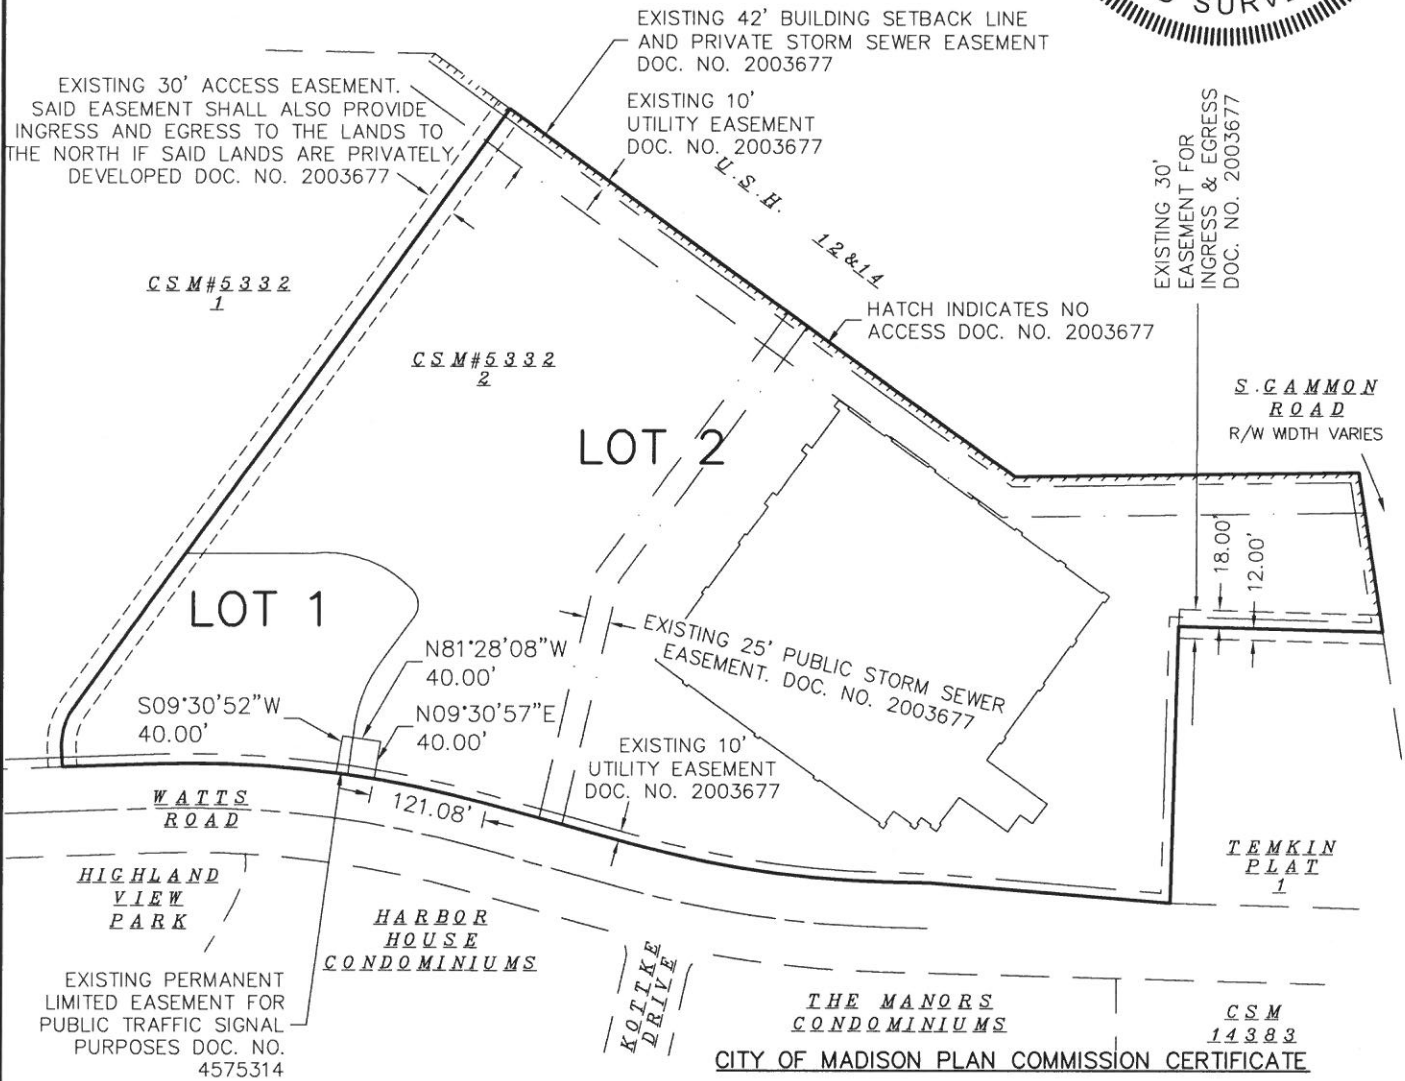 SURVE
EXISTING 42' BUILDING SETBACK LINE
AND PRIVATE STORM SEWER EASEMENT
DOC. NO. 2003677
EXISTING 30' ACCESS EASEMENT.
SAID EASEMENT SHALL ALSO PROVIDE
INGRESS AND EGRESS TO THE LANDS TO
THE NORTH IF SAID LANDS ARE PRIVATELY
DEVELOPED DOC. NO. 2003677
EXISTING 10'
UTILITY EASEMENT
DOC. NO. 2003677
U.S.H.
12&14
EXISTING 30'
EASEMENT FOR
INGRESS & EGRESS
DOC. NO. 2003677
CSM#5332
1
HATCH INDICATES NO
ACCESS DOC. NO. 2003677
CSM#5332
2
S.GAMMON
ROAD
R/W WIDTH VARIES
LOT 2
18.00'
12.00'
LOT 1
N81°28'08"W
40.00'
S09°30'52"W
40.00'
N09°30'57"E
40.00'
EXISTING 25' PUBLIC STORM SEWER
EASEMENT. DOC. NO. 2003677
EXISTING 10'
UTILITY EASEMENT
DOC. NO. 2003677
121.08'
WATTS
ROAD
TEMKIN
PLAT
1
HIGHLAND
VIEW
PARK
HARBOR
HOUSE
CONDOMINIUMS
KOTTKE
DRIVE
EXISTING PERMANENT
LIMITED EASEMENT FOR
PUBLIC TRAFFIC SIGNAL
PURPOSES DOC. NO.
4575314
THE MANORS
CONDOMINIUMS
CSM
14383
CITY OF MADISON PLAN COMMISSION CERTIFICATE